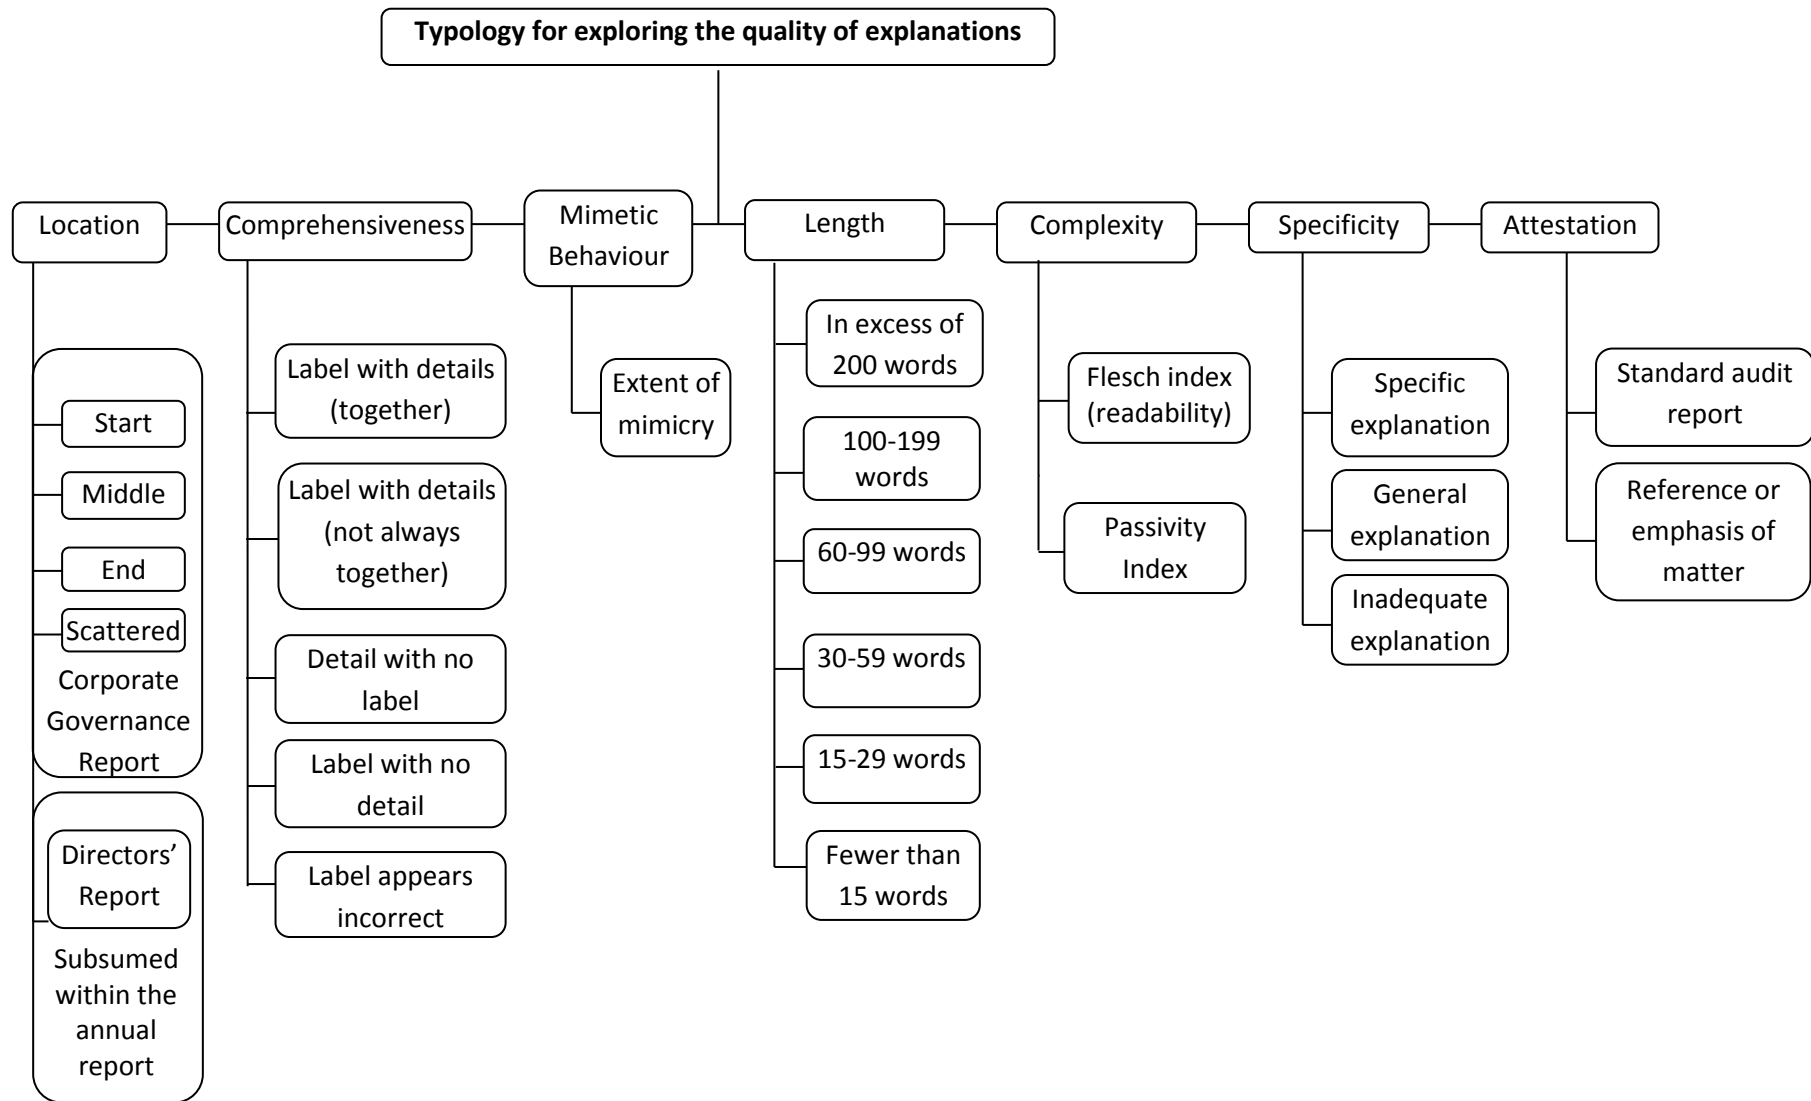 Typology for exploring the quality of explanations
Location
Comprehensiveness
Mimetic
Behaviour
Length
Complexity
Specificity
Attestation
Start
Middle
End
Scattered
Corporate
Governance
Report
Directors’
Report
Subsumed
within the
annual
report
Label with details
(together)
Label with details
(not always
together)
Detail with no
label
Label with no
detail
Label appears
incorrect
Extent of
mimicry
In excess of
200 words
100-199
words
60-99 words
30-59 words
15-29 words
Fewer than
15 words
Flesch index
(readability)
Passivity
Index
Specific
explanation
General
explanation
Inadequate
explanation
Standard audit
report
Reference or
emphasis of
matter